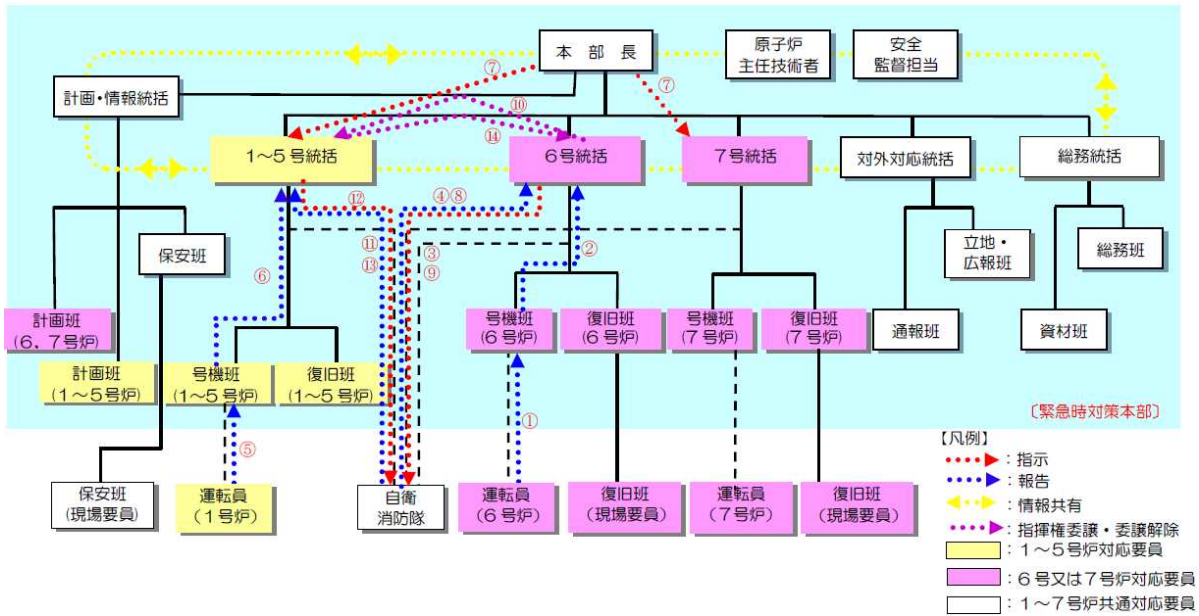 本部長
原子炉
主任技術者
安全
監督担当
⑦
⑦
計画・情報統括
⑩
⑭
1~5号統括
6号統括
7号統括
対外対応統括
総務統括
⑫
④⑧
保安班
⑪
⑬
③
⑨
②
立地・
広報班
総務班
⑥
計画班
(6,7号炉)
号機班
(6号炉)
復旧班
(6号炉)
号機班
(7号炉)
復旧班
(7号炉)
通報班
資材班
計画班
(1~5号炉)
号機班
(1~5号炉)
復旧班
(1~5号炉)
〔緊急時対策本部〕
①
⑤
保安班
(現場要員)
運転員
(1号炉)
自衛
消防隊
運転員
(6号炉)
復旧班
(現場要員)
運転員
(7号炉)
復旧班
(現場要員)
【凡例】
:指示
:報告
:情報共有
:指揮権委譲・委譲解除
:1~5号炉対応要員
:6号又は7号炉対応要員
:1~7号炉共通対応要員